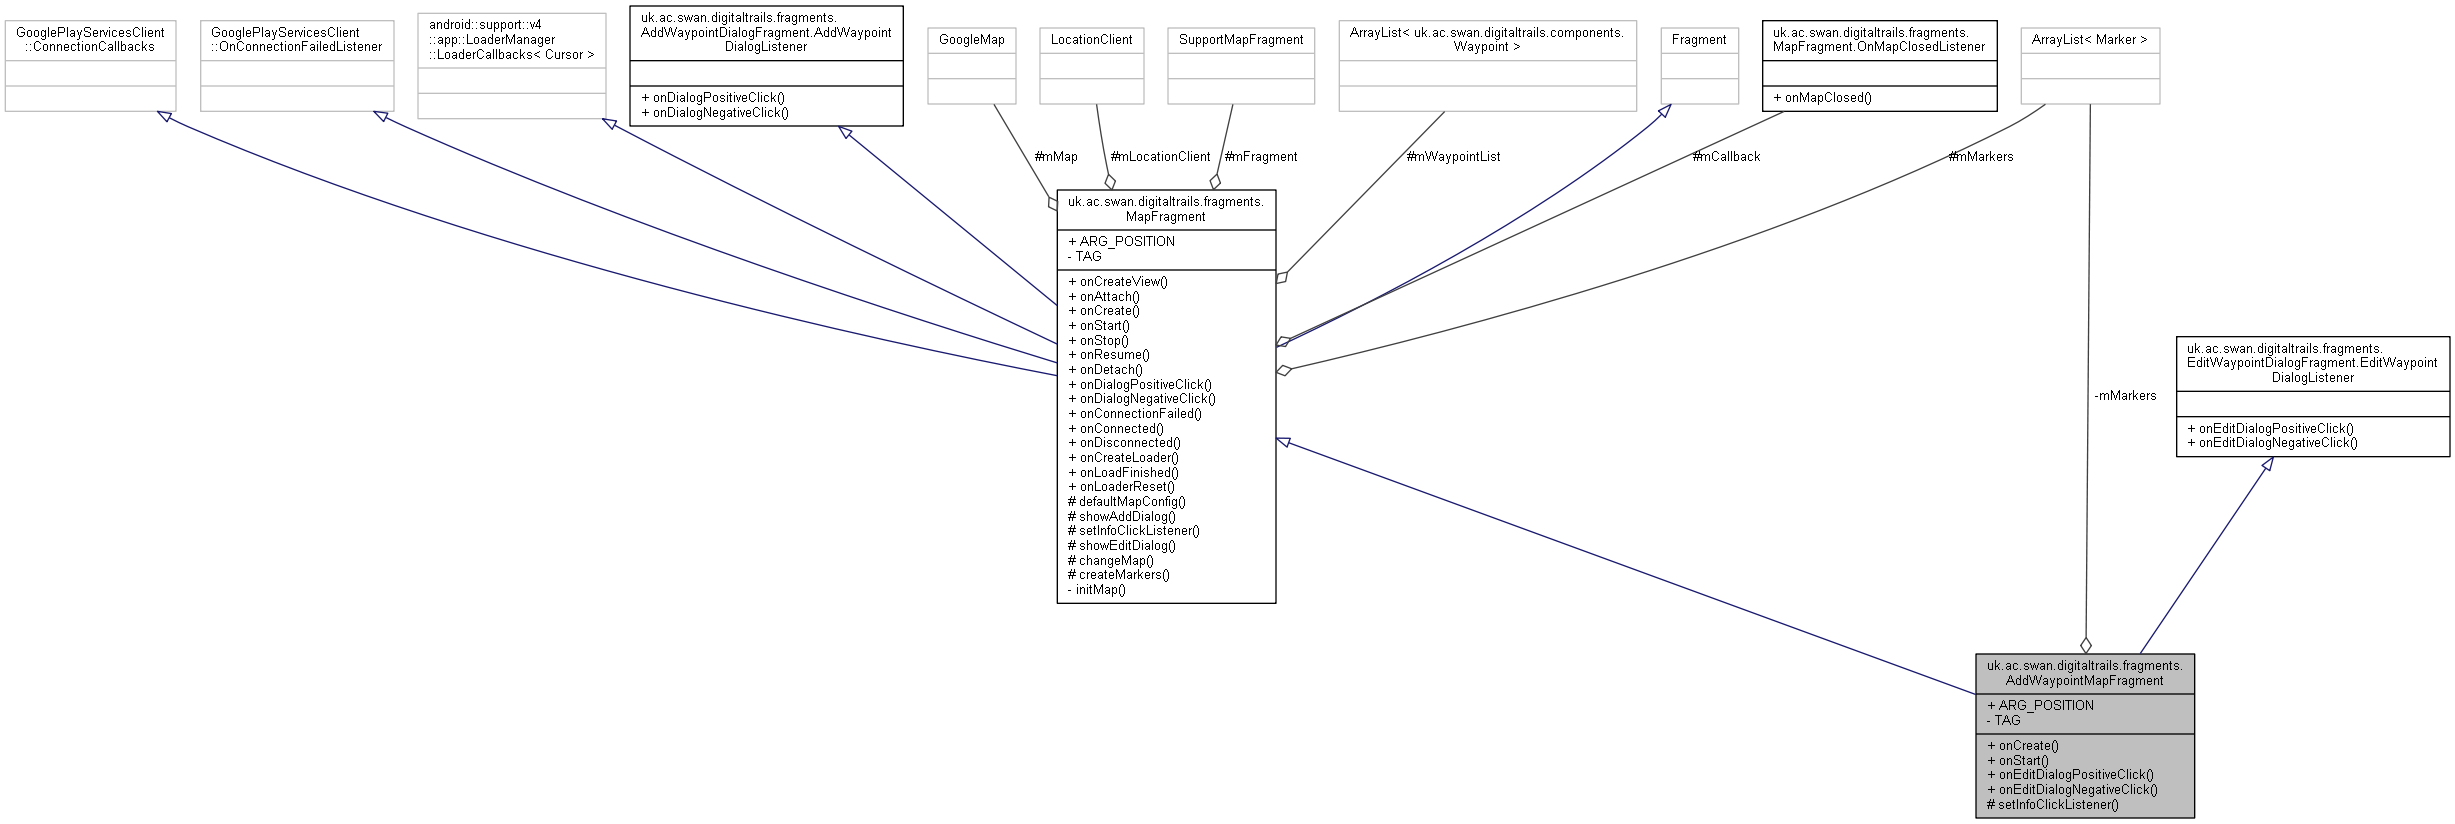 GooglePlayServicesClient
::ConnectionCallbacks
GooglePlayServicesClient
::OnConnectionFailedListener
android::support::v4
::app::LoaderManager
::LoaderCallbacks< Cursor >
uk.ac.swan.digitaltrails.fragments.
AddWaypointDialogFragment.AddWaypoint
DialogListener
+ onDialogPositiveClick()
+ onDialogNegativeClick()
GoogleMap
LocationClient
SupportMapFragment
ArrayList< uk.ac.swan.digitaltrails.components.
Waypoint >
Fragment
uk.ac.swan.digitaltrails.fragments.
MapFragment.OnMapClosedListener
+ onMapClosed()
ArrayList< Marker >
#mMap
#mLocationClient
#mFragment
#mWaypointList
#mCallback
#mMarkers
uk.ac.swan.digitaltrails.fragments.
MapFragment
+ ARG_POSITION
- TAG
+ onCreateView()
+ onAttach()
+ onCreate()
+ onStart()
+ onStop()
+ onResume()
+ onDetach()
+ onDialogPositiveClick()
+ onDialogNegativeClick()
+ onConnectionFailed()
+ onConnected()
+ onDisconnected()
+ onCreateLoader()
+ onLoadFinished()
+ onLoaderReset()
# defaultMapConfig()
# showAddDialog()
# setInfoClickListener()
# showEditDialog()
# changeMap()
# createMarkers()
- initMap()
-mMarkers
uk.ac.swan.digitaltrails.fragments.
EditWaypointDialogFragment.EditWaypoint
DialogListener
+ onEditDialogPositiveClick()
+ onEditDialogNegativeClick()
uk.ac.swan.digitaltrails.fragments.
AddWaypointMapFragment
+ ARG_POSITION
- TAG
+ onCreate()
+ onStart()
+ onEditDialogPositiveClick()
+ onEditDialogNegativeClick()
# setInfoClickListener()